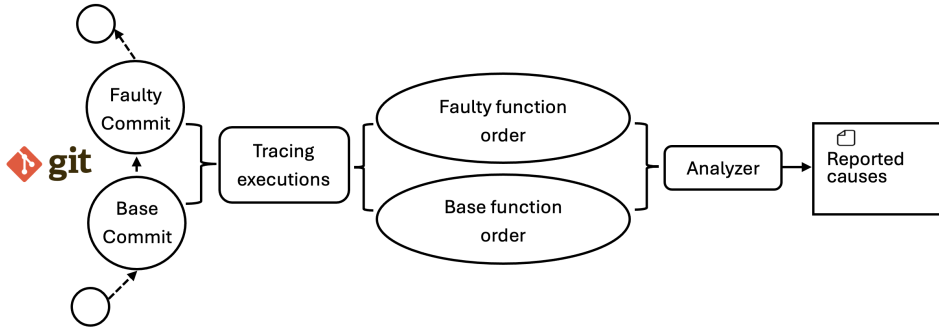 Faulty
Commit
git
Base
Commit
Tracing
executions
Faulty function
order
Base function
order
Analyzer
Reported
causes